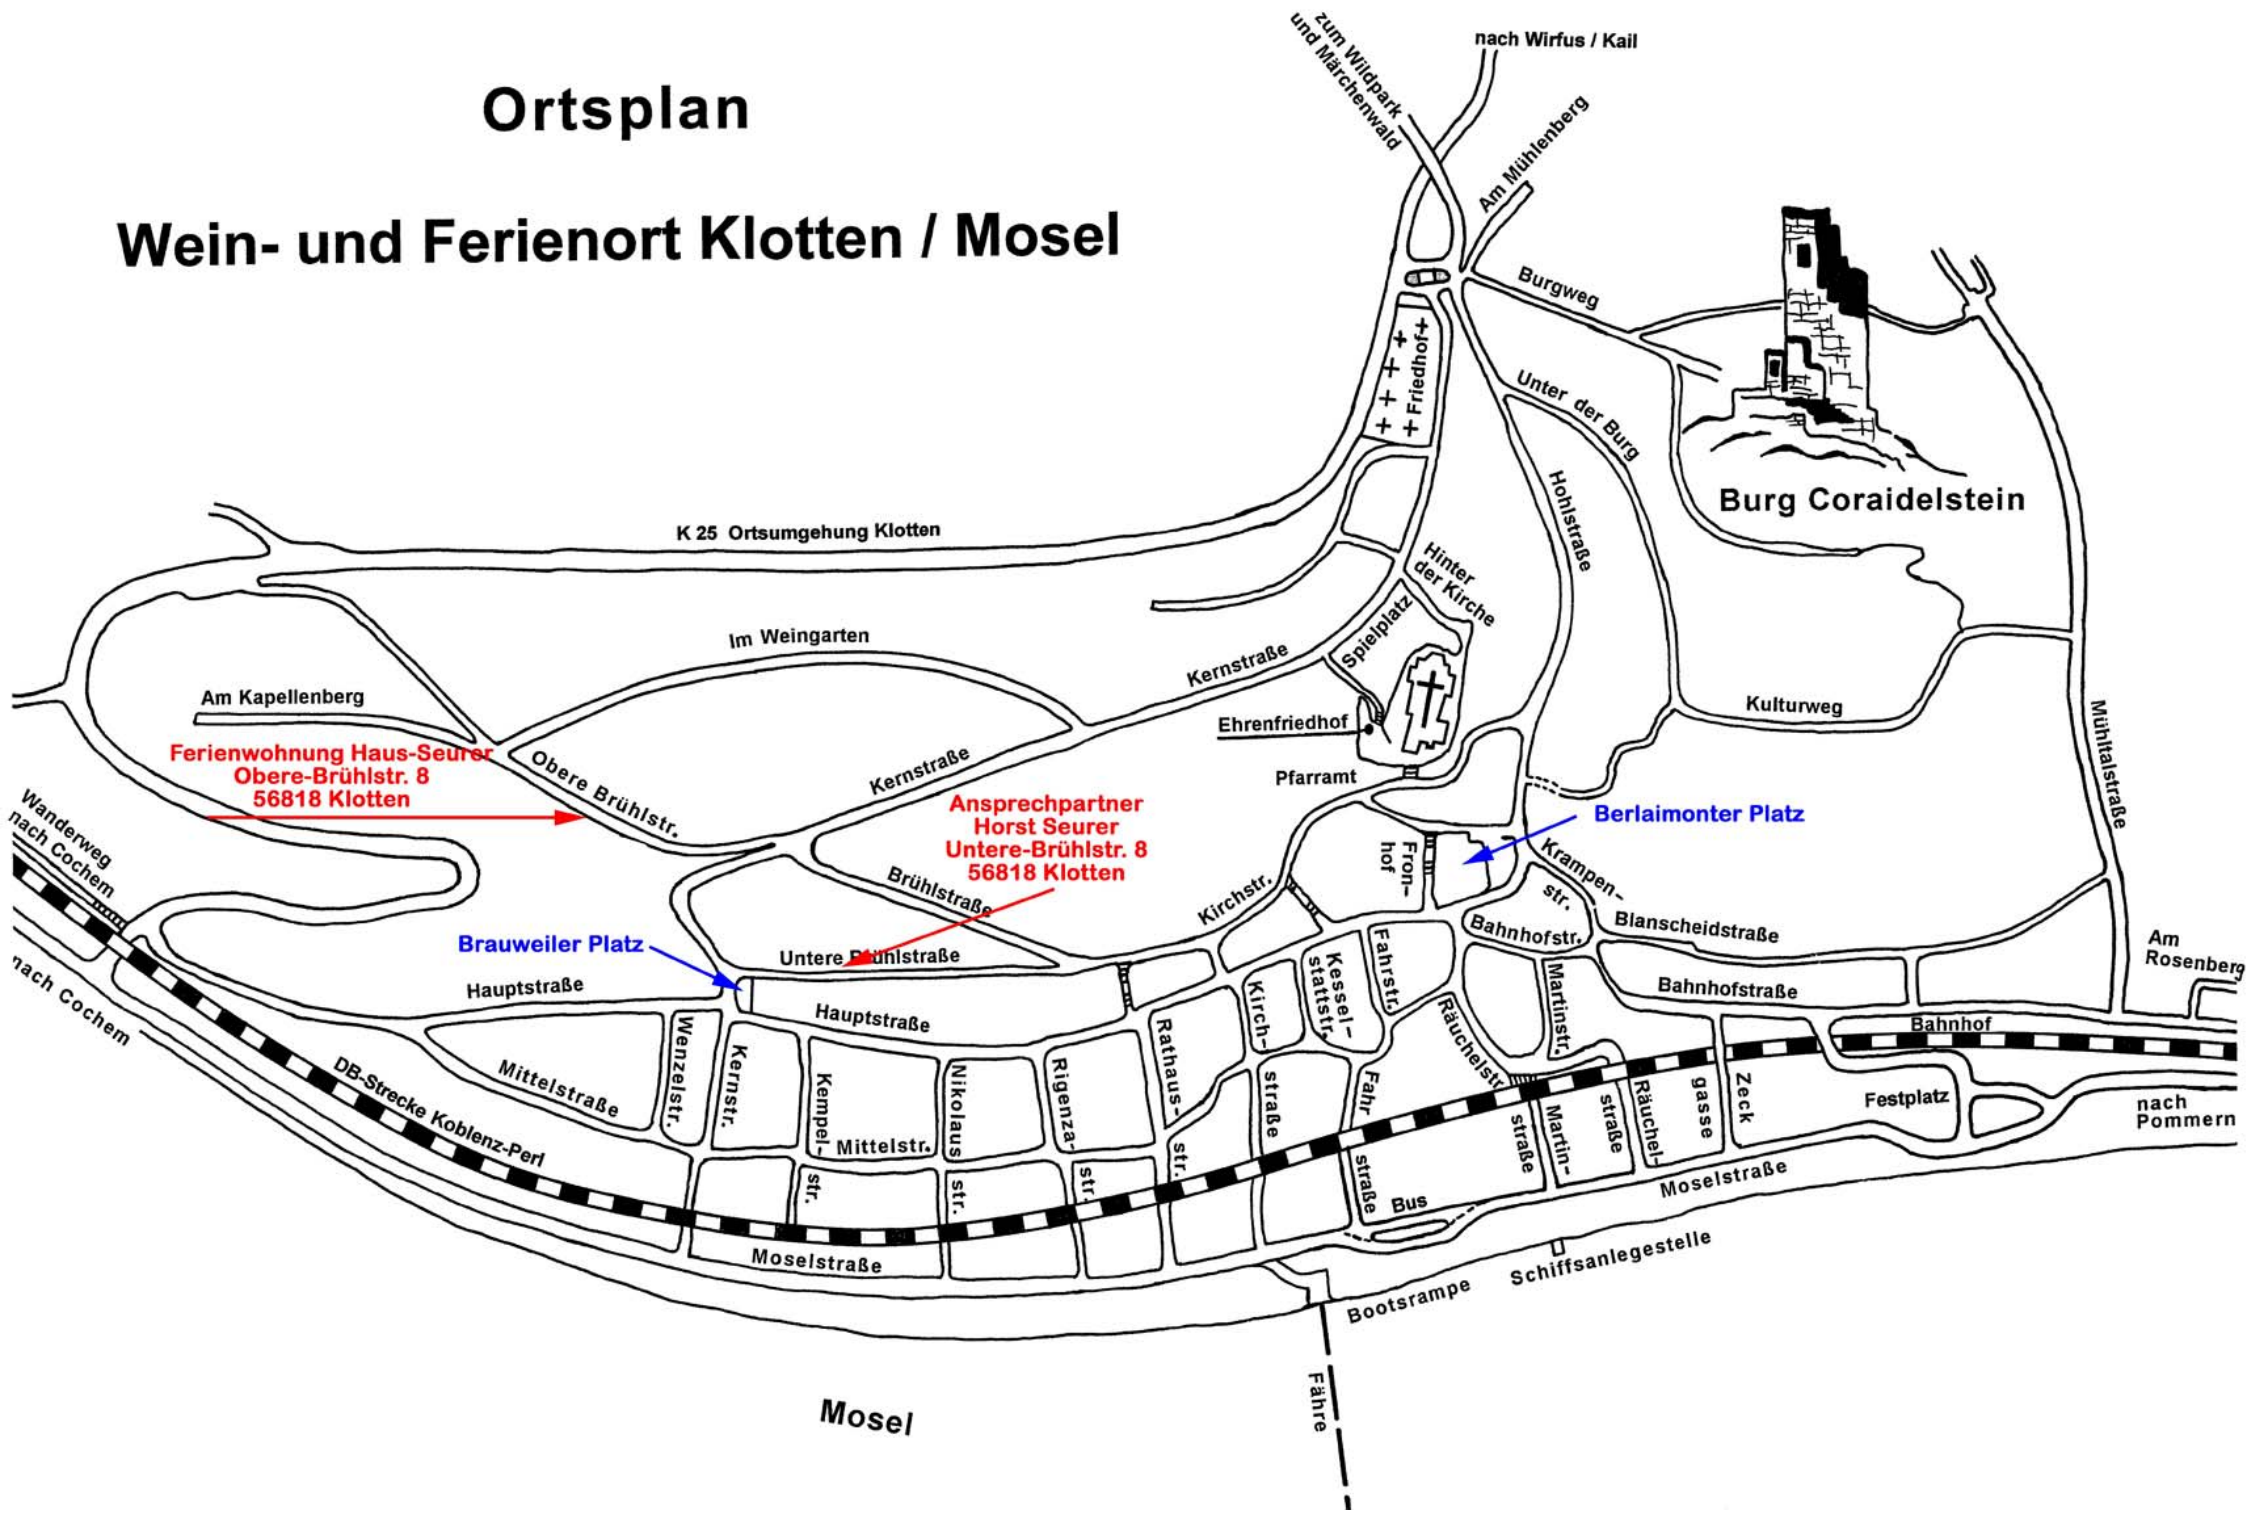 zum Wildpark
und Märchenwald
nach Wirfus / Kail
Ortsplan
Am Mühlenberg
Wein- und Ferienort Klotten / Mosel
Burgweg
Friedhof
Unter der Burg
Burg Coraidelstein
Hohlstraße
K 25 Ortsumgehung Klotten
Hinter
der Kirche
Spielplatz
Im Weingarten
Kernstraße
Am Kapellenberg
Kulturweg
Mühltalstraße
Ehrenfriedhof
Ferienwohnung Haus-Seurer
Obere-Brühlstr. 8
56818 Klotten
Obere Brühlstr.
Kernstraße
Pfarramt
Ansprechpartner
Horst Seurer
Untere-Brühlstr. 8
56818 Klotten
Berlaimonter Platz
Wanderweg
nach Cochem
Fron-
hof
Krampen-
str.
Brühlstraße
Kirchstr.
Blanscheidstraße
Bahnhofstr.
Brauweiler Platz
Untere Brühlstraße
Am
Rosenberg
nach Cochem
Hauptstraße
Hauptstraße
Kessel-
stattstr.
Fahrstr.
Martinstr.
Bahnhofstraße
Bahnhof
Kirch-
straße
Räuchelstr.
Wenzelstr.
Kernstr.
Rathaus-
str.
Mittelstraße
DB-Strecke Koblenz-Perl
Kempel-
str.
Mittelstr.
Nikolaus
str.
Rigenza-
str.
Fahr
straße
Martin-
straße
Räuchel-
straße
Zeck
gasse
Festplatz
nach
Pommern
Moselstraße
Bus
Moselstraße
Schiffsanlegestelle
Bootsrampe
Fähre
Mosel